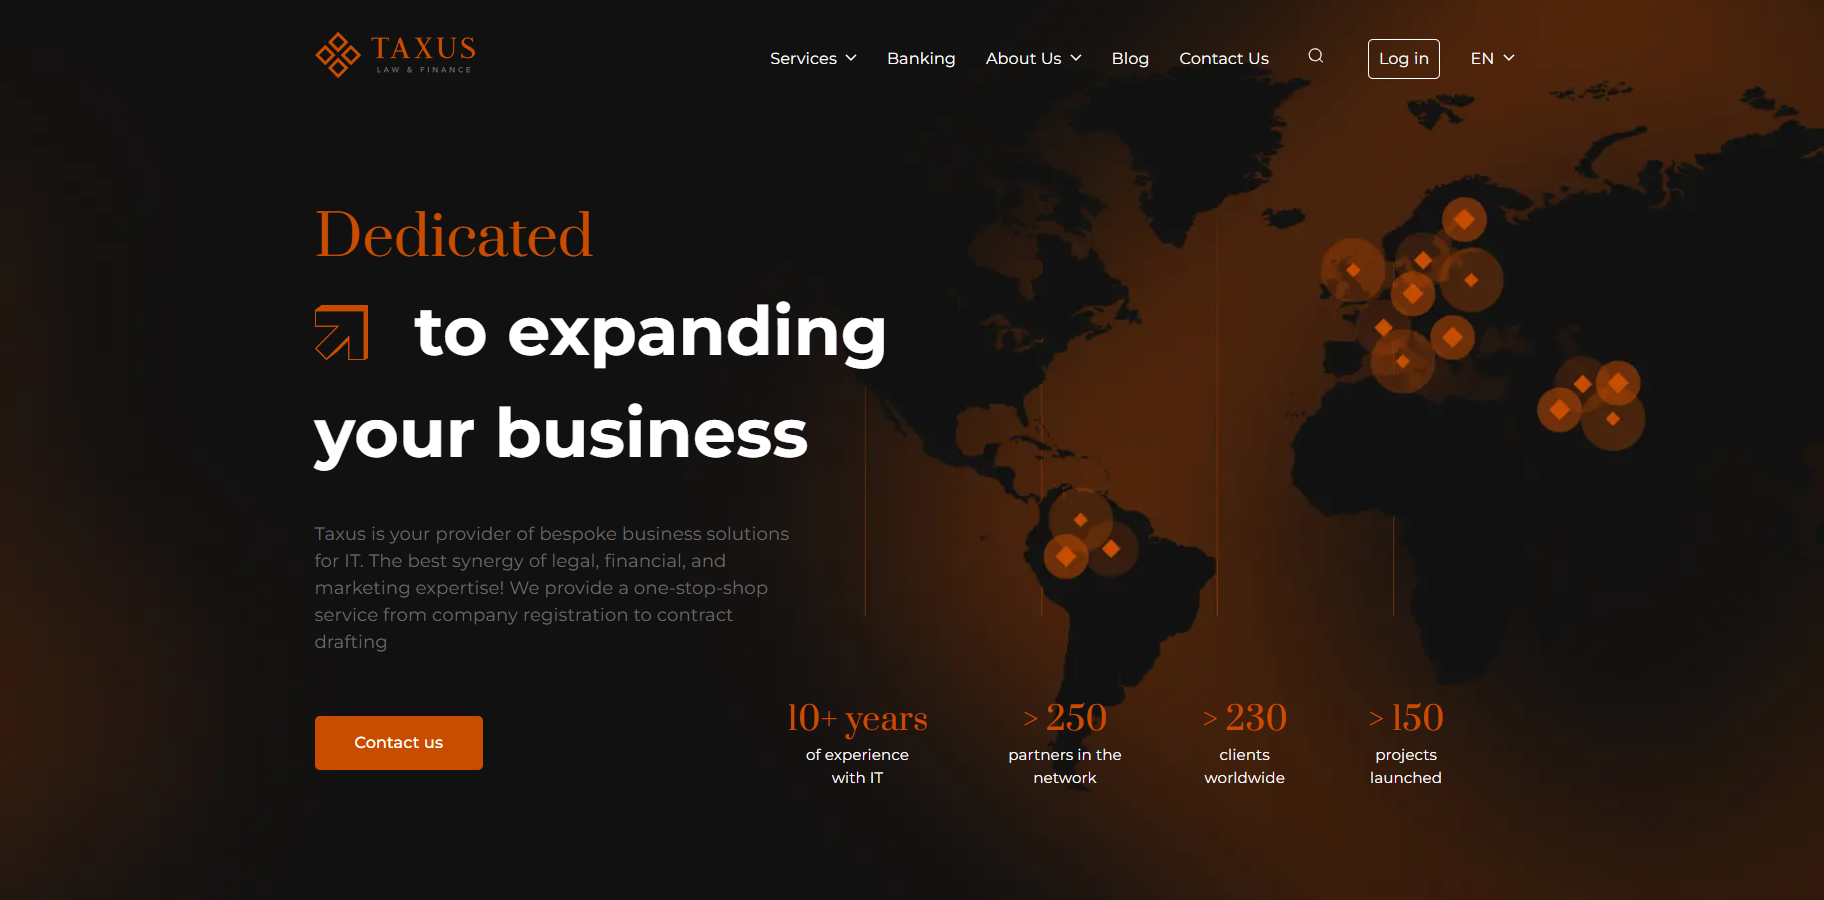 TAXUS
LAW & FINANCE
Services
Banking
About Us
Blog
Contact Us
Log in
EN
Dedicated
to expanding
your business
Taxus is your provider of bespoke business solutions
for IT. The best synergy of legal, financial, and
marketing expertise! We provide a one-stop-shop
service from company registration to contract
drafting
Contact us
10+ years
of experience
with IT
> 250
partners in the
network
> 230
clients
worldwide
> 150
projects
launched